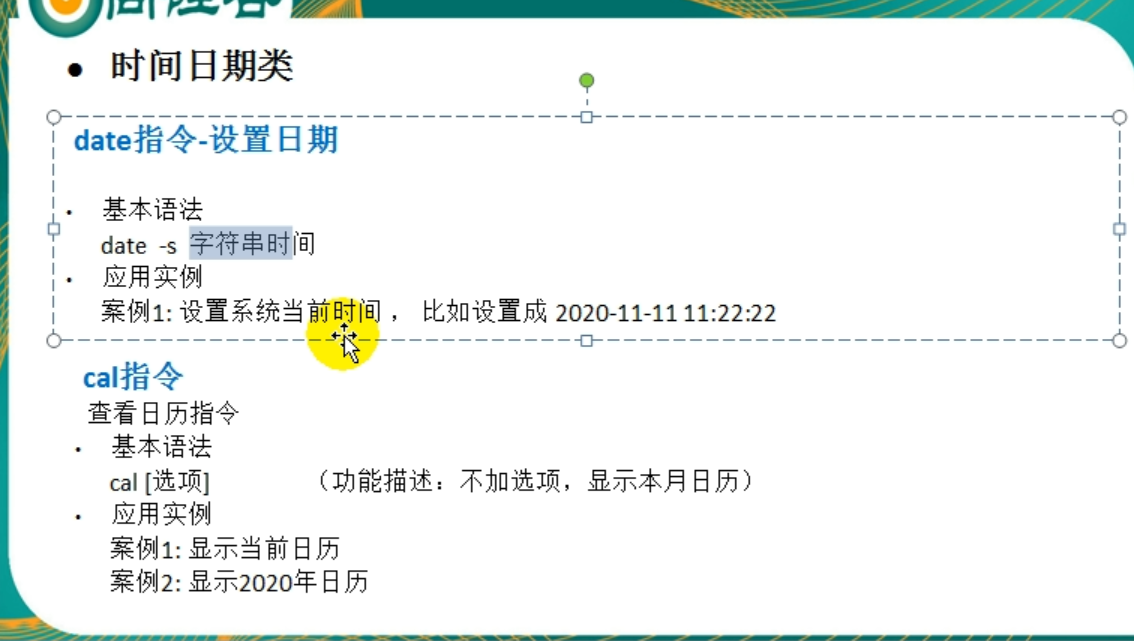 ● 时间日期类
date指令-设置日期
• 基本语法
date -s 字符串时间
• 应用实例
案例1: 设置系统当前时间 ， 比如设置成 2020-11-11 11:22:22
cal指令
查看日历指令
• 基本语法
cal [选项] （功能描述：不加选项，显示本月日历）
• 应用实例
案例1: 显示当前日历
案例2: 显示2020年日历